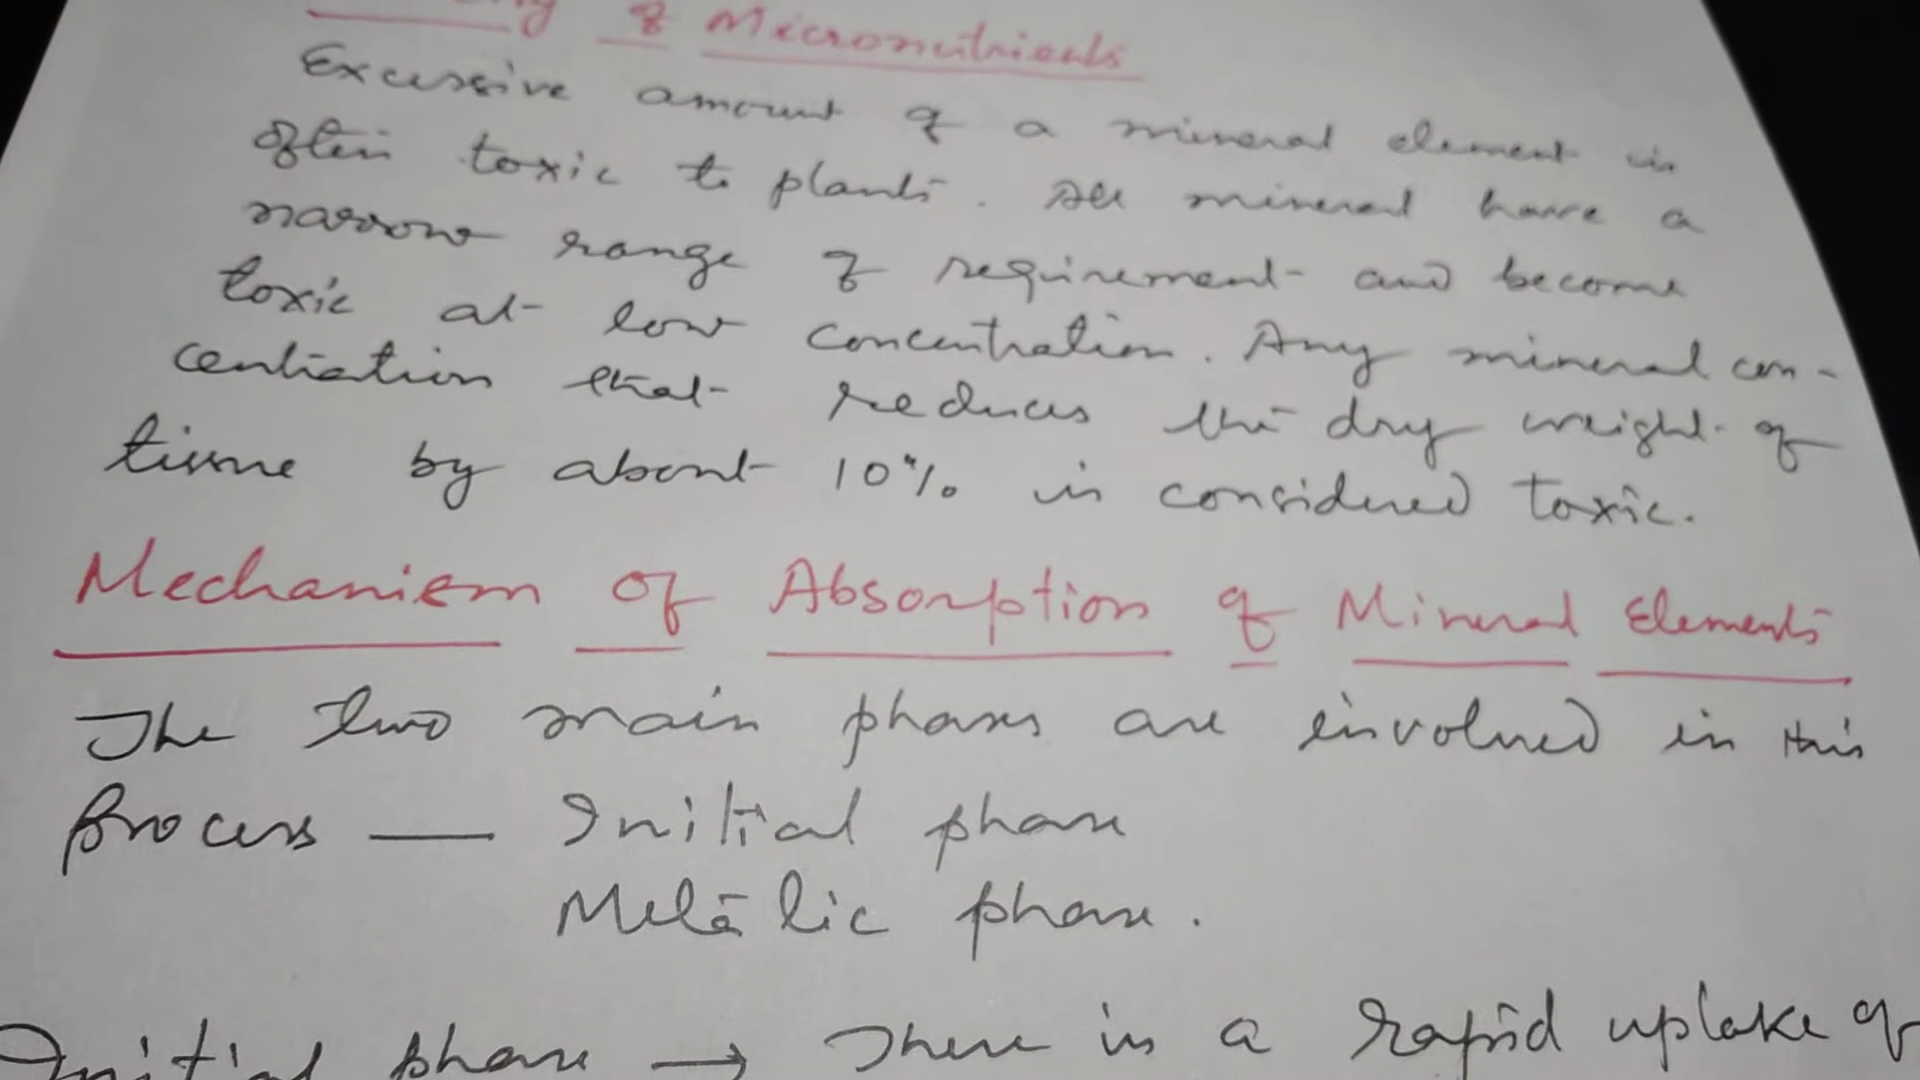 of Micronutrients
Excessive amount of a mineral element is
often toxic to plants. All mineral have a
narrow range of requirement and become
toxic at low concentration. Any mineral con-
centration that reduces the dry weight of
tissue by about 10% is considered toxic.
Mechanism of Absorption of Mineral Elements
The two main phases are involved in this
process — Initial phase
Metalic phase.
Initial phase → There is a rapid uptake of